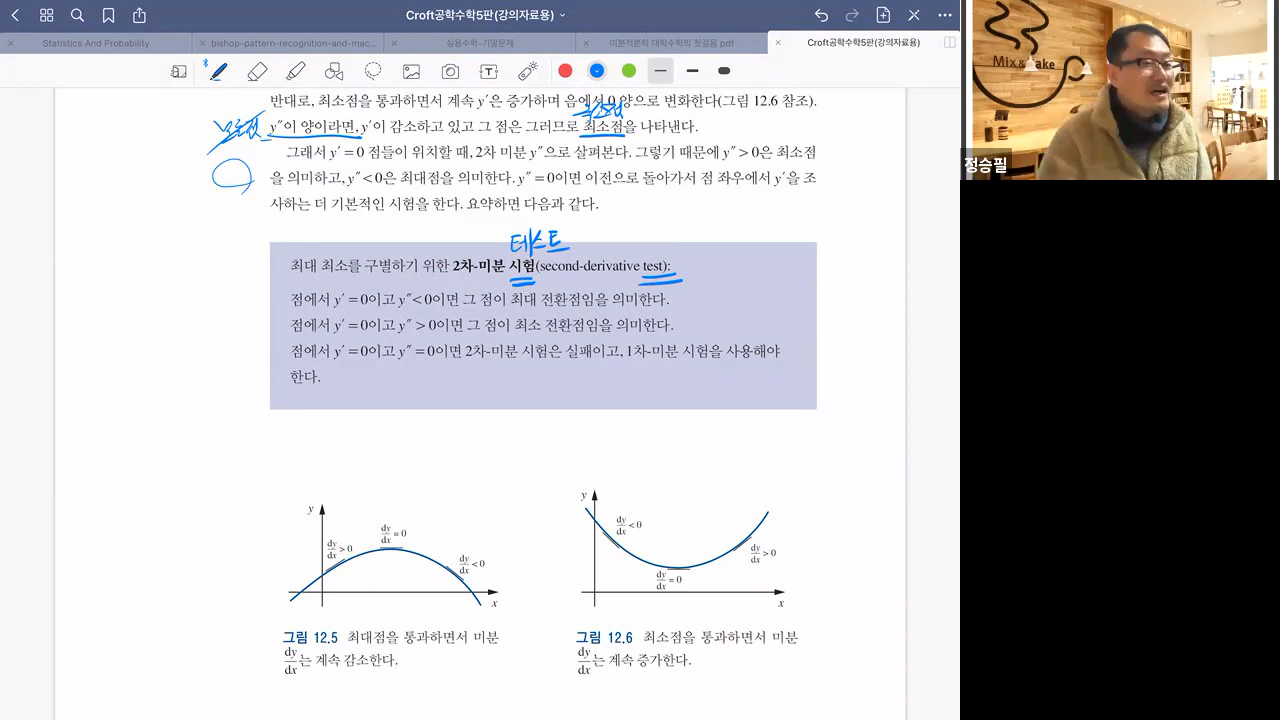 Croft공학수학5판(강의자료용)
Statistics And Probability
bishop-pattern-recognition-and-mac...
실용수학-기말문제
미분적분학 대학수학의 첫걸음 pdf
Croft공학수학5판(강의자료용)
반대로, 최소점을 통과하면서 계속 y′은 증가하며 음에서 0 양으로 변화한다(그림 12.6 참조).
y″이 양이라면, y′이 감소하고 있고 그 점은 그러므로 최소점을 나타낸다.
그래서 y′ = 0 점들이 위치할 때, 2차 미분 y″으로 살펴본다. 그렇기 때문에 y″ > 0은 최소점
을 의미하고, y″ < 0은 최대점을 의미한다. y″ = 0이면 이전으로 돌아가서 점 좌우에서 y′을 조
사하는 더 기본적인 시험을 한다. 요약하면 다음과 같다.
테스트
최대 최소를 구별하기 위한 2차-미분 시험(second-derivative test):
점에서 y′ = 0이고 y″ < 0이면 그 점이 최대 전환점임을 의미한다.
점에서 y′ = 0이고 y″ > 0이면 그 점이 최소 전환점임을 의미한다.
점에서 y′ = 0이고 y″ = 0이면 2차-미분 시험은 실패이고, 1차-미분 시험을 사용해야
한다.
y
dy/dx > 0
dy/dx = 0
dy/dx < 0
x
y
dy/dx < 0
dy/dx = 0
dy/dx > 0
x
그림 12.5 최대점을 통과하면서 미분
dy/dx는 계속 감소한다.
그림 12.6 최소점을 통과하면서 미분
dy/dx는 계속 증가한다.
Mix&Bake
정승필